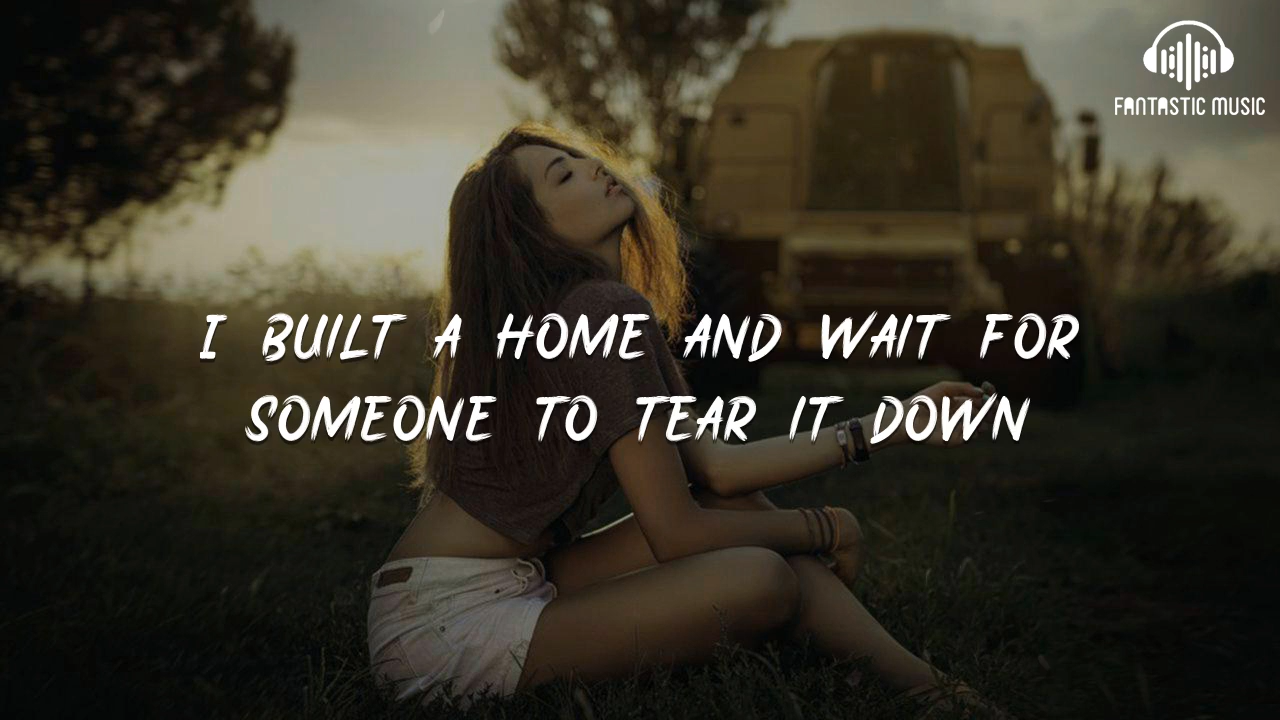 FANTASTIC MUSIC
I BUILT A HOME AND WAIT FOR
SOMEONE TO TEAR IT DOWN